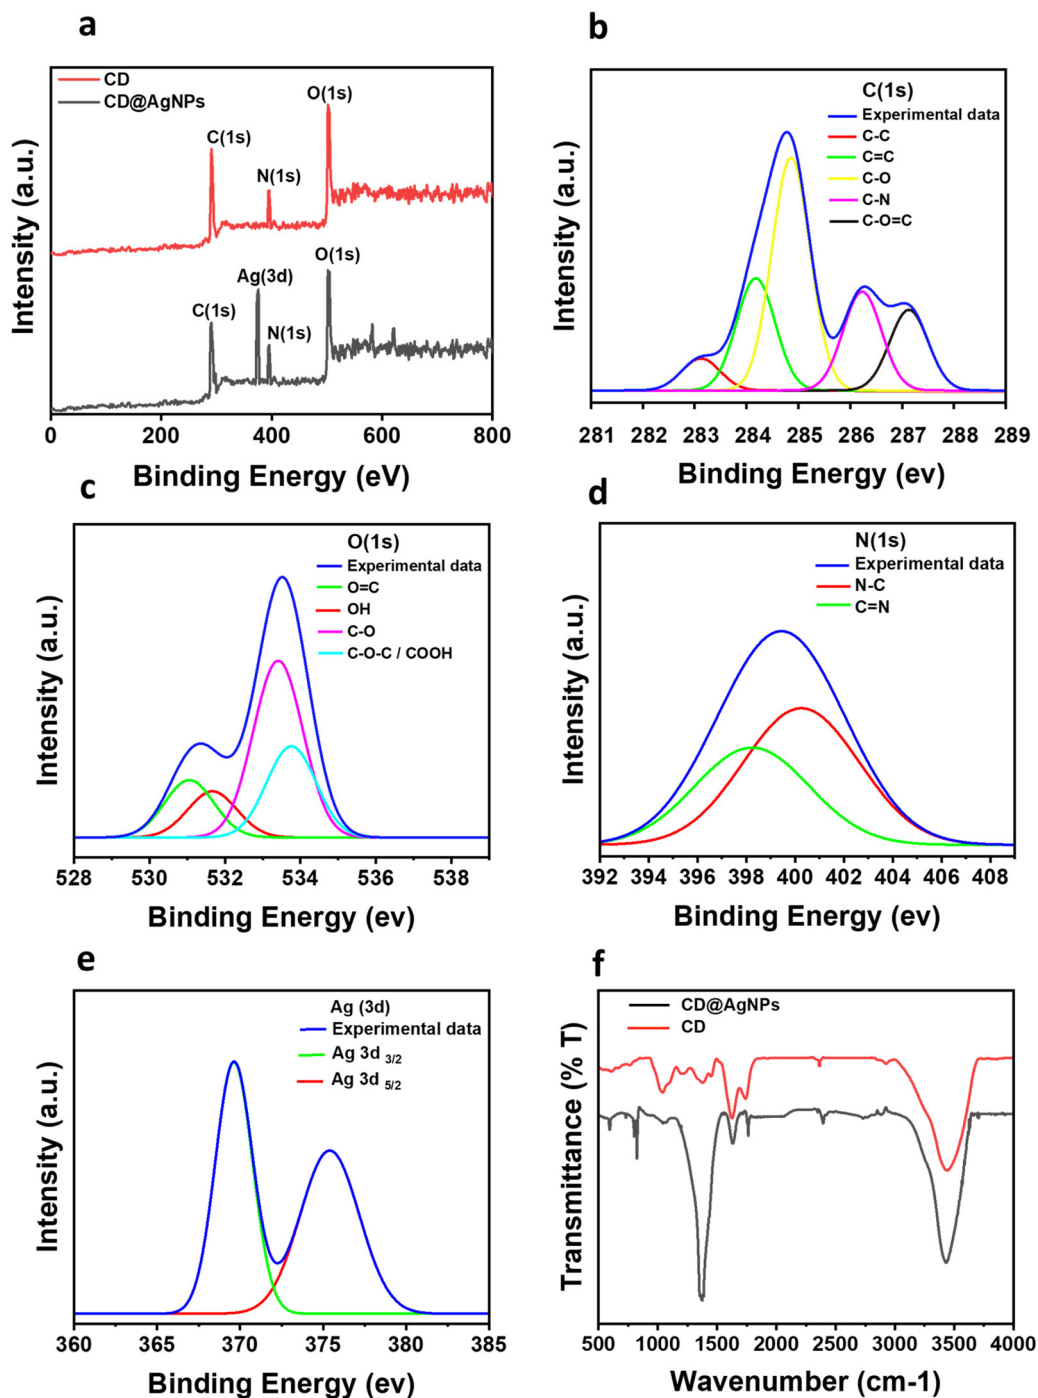 a
CD
CD@AgNPs
O(1s)
C(1s)
N(1s)
O(1s)
Ag(3d)
C(1s)
N(1s)
Intensity (a.u.)
0 200 400 600 800
Binding Energy (eV)
b
C(1s)
Experimental data
C-C
C=C
C-O
C-N
C-O=C
Intensity (a.u.)
281 282 283 284 285 286 287 288 289
Binding Energy (ev)
c
O(1s)
Experimental data
O=C
OH
C-O
C-O-C / COOH
Intensity (a.u.)
528 530 532 534 536 538
Binding Energy (ev)
d
N(1s)
Experimental data
N-C
C=N
Intensity (a.u.)
392 394 396 398 400 402 404 406 408
Binding Energy (ev)
e
Ag (3d)
Experimental data
Ag 3d 3/2
Ag 3d 5/2
Intensity (a.u.)
360 365 370 375 380 385
Binding Energy (ev)
f
CD@AgNPs
CD
Transmittance (% T)
500 1000 1500 2000 2500 3000 3500 4000
Wavenumber (cm-1)